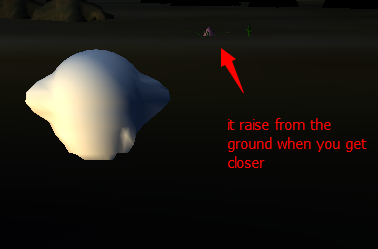 it raise from the
ground when you get
closer